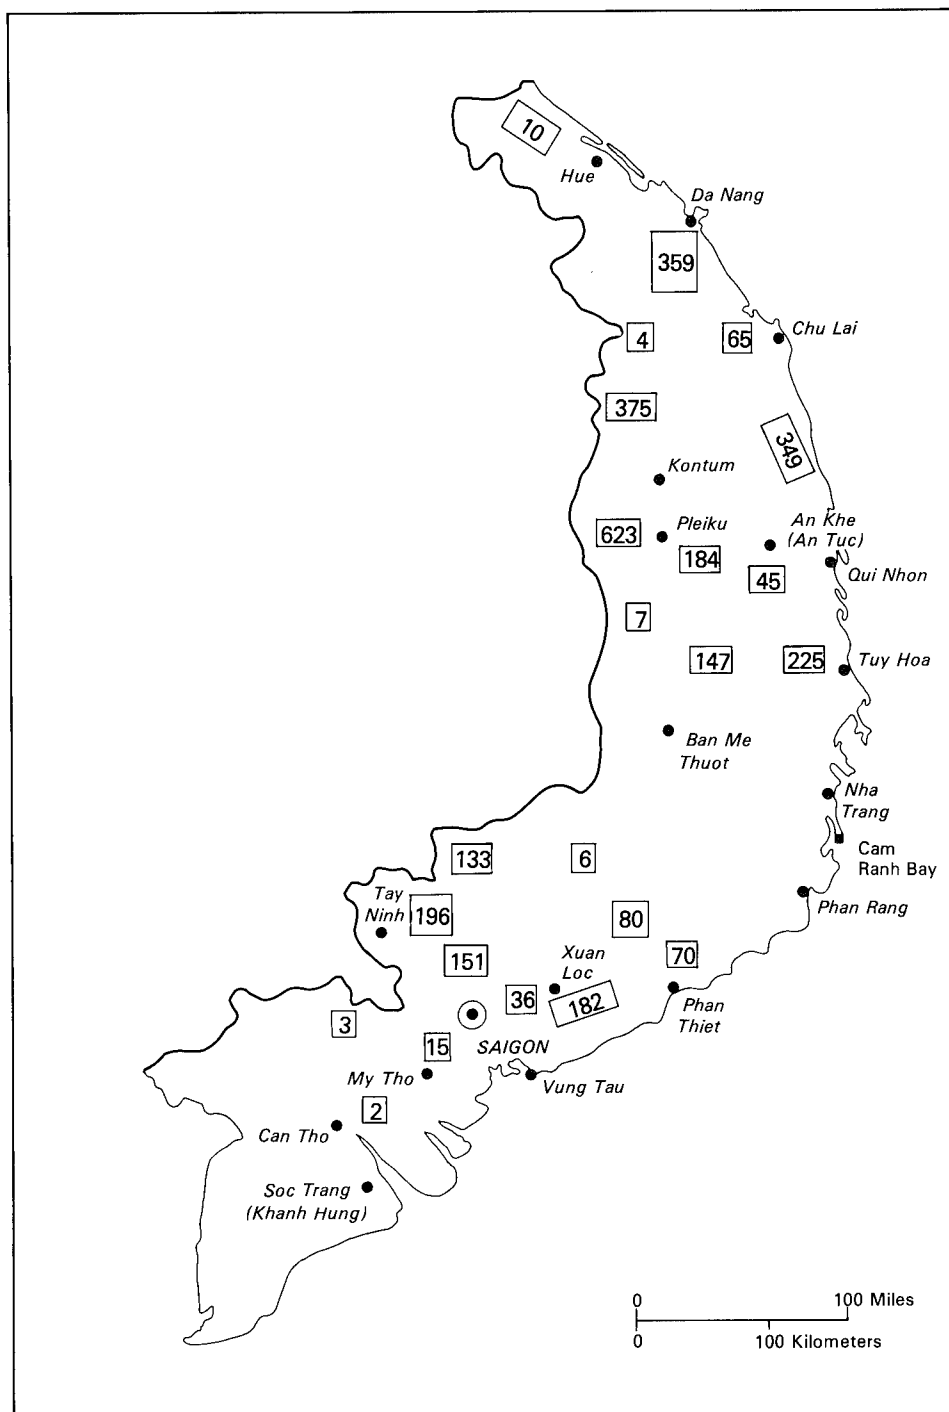 10
Hue
Da Nang
359
4
65
Chu Lai
375
349
Kontum
623
Pleiku
184
An Khe
(An Tuc)
45
Qui Nhon
7
147
225
Tuy Hoa
Ban Me
Thuot
Nha
Trang
Cam
Ranh Bay
133
6
Tay
Ninh
196
80
Phan Rang
151
Xuan
Loc
70
36
182
Phan
Thiet
3
15
SAIGON
My Tho
Vung Tau
2
Can Tho
Soc Trang
(Khanh Hung)
0
100 Miles
0
100 Kilometers